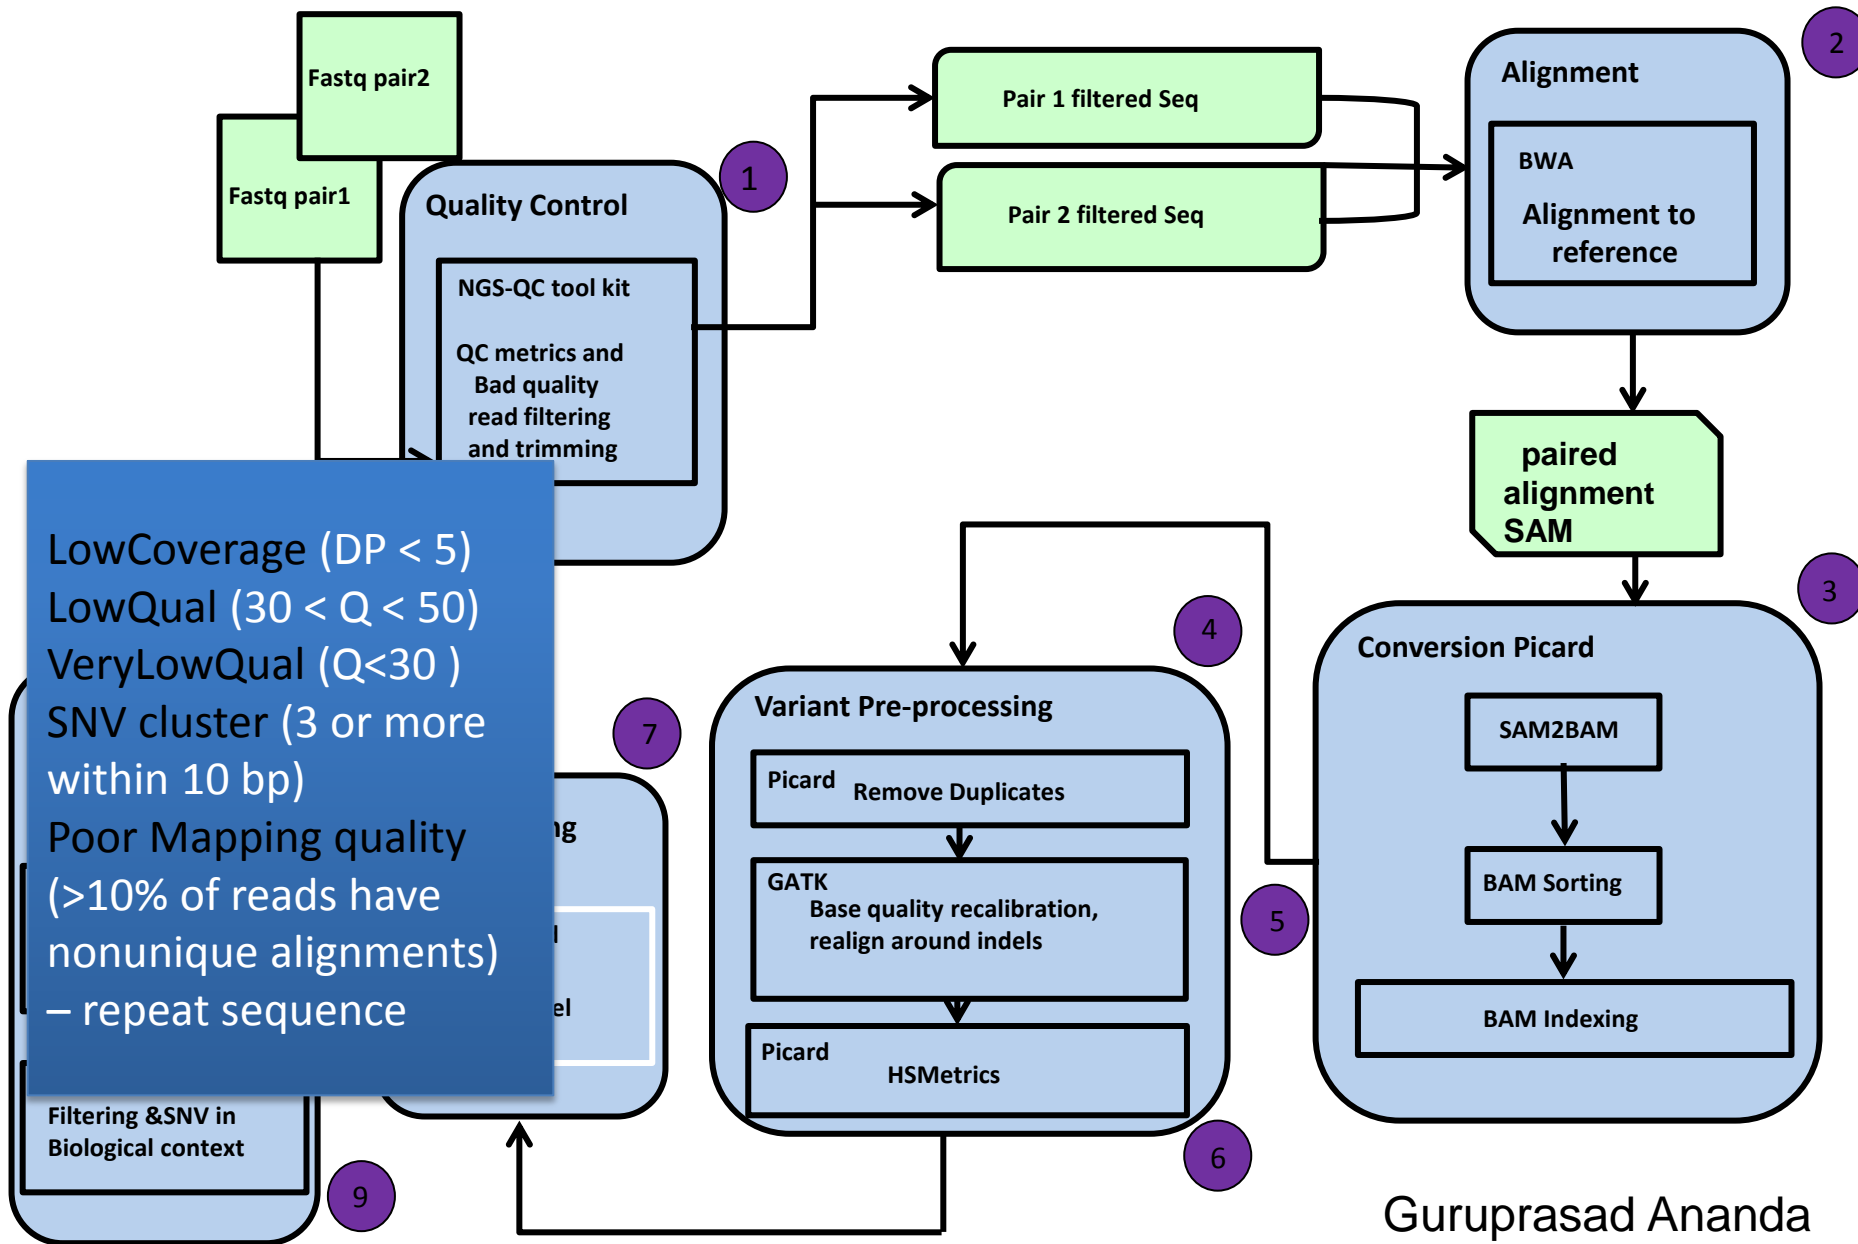 Fastq pair2
Fastq pair1
1
Quality Control
NGS-QC tool kit
QC metrics and
Bad quality
read filtering
and trimming
Pair 1 filtered Seq
Pair 2 filtered Seq
2
Alignment
BWA
Alignment to
reference
paired
alignment
SAM
3
Conversion Picard
SAM2BAM
BAM Sorting
BAM Indexing
4
Variant Pre-processing
Picard Remove Duplicates
GATK
Base quality recalibration,
realign around indels
5
Picard
HSMetrics
6
7
LowCoverage (DP < 5)
LowQual (30 < Q < 50)
VeryLowQual (Q<30 )
SNV cluster (3 or more
within 10 bp)
Poor Mapping quality
(>10% of reads have
nonunique alignments)
– repeat sequence
Filtering &SNV in
Biological context
9
Guruprasad Ananda